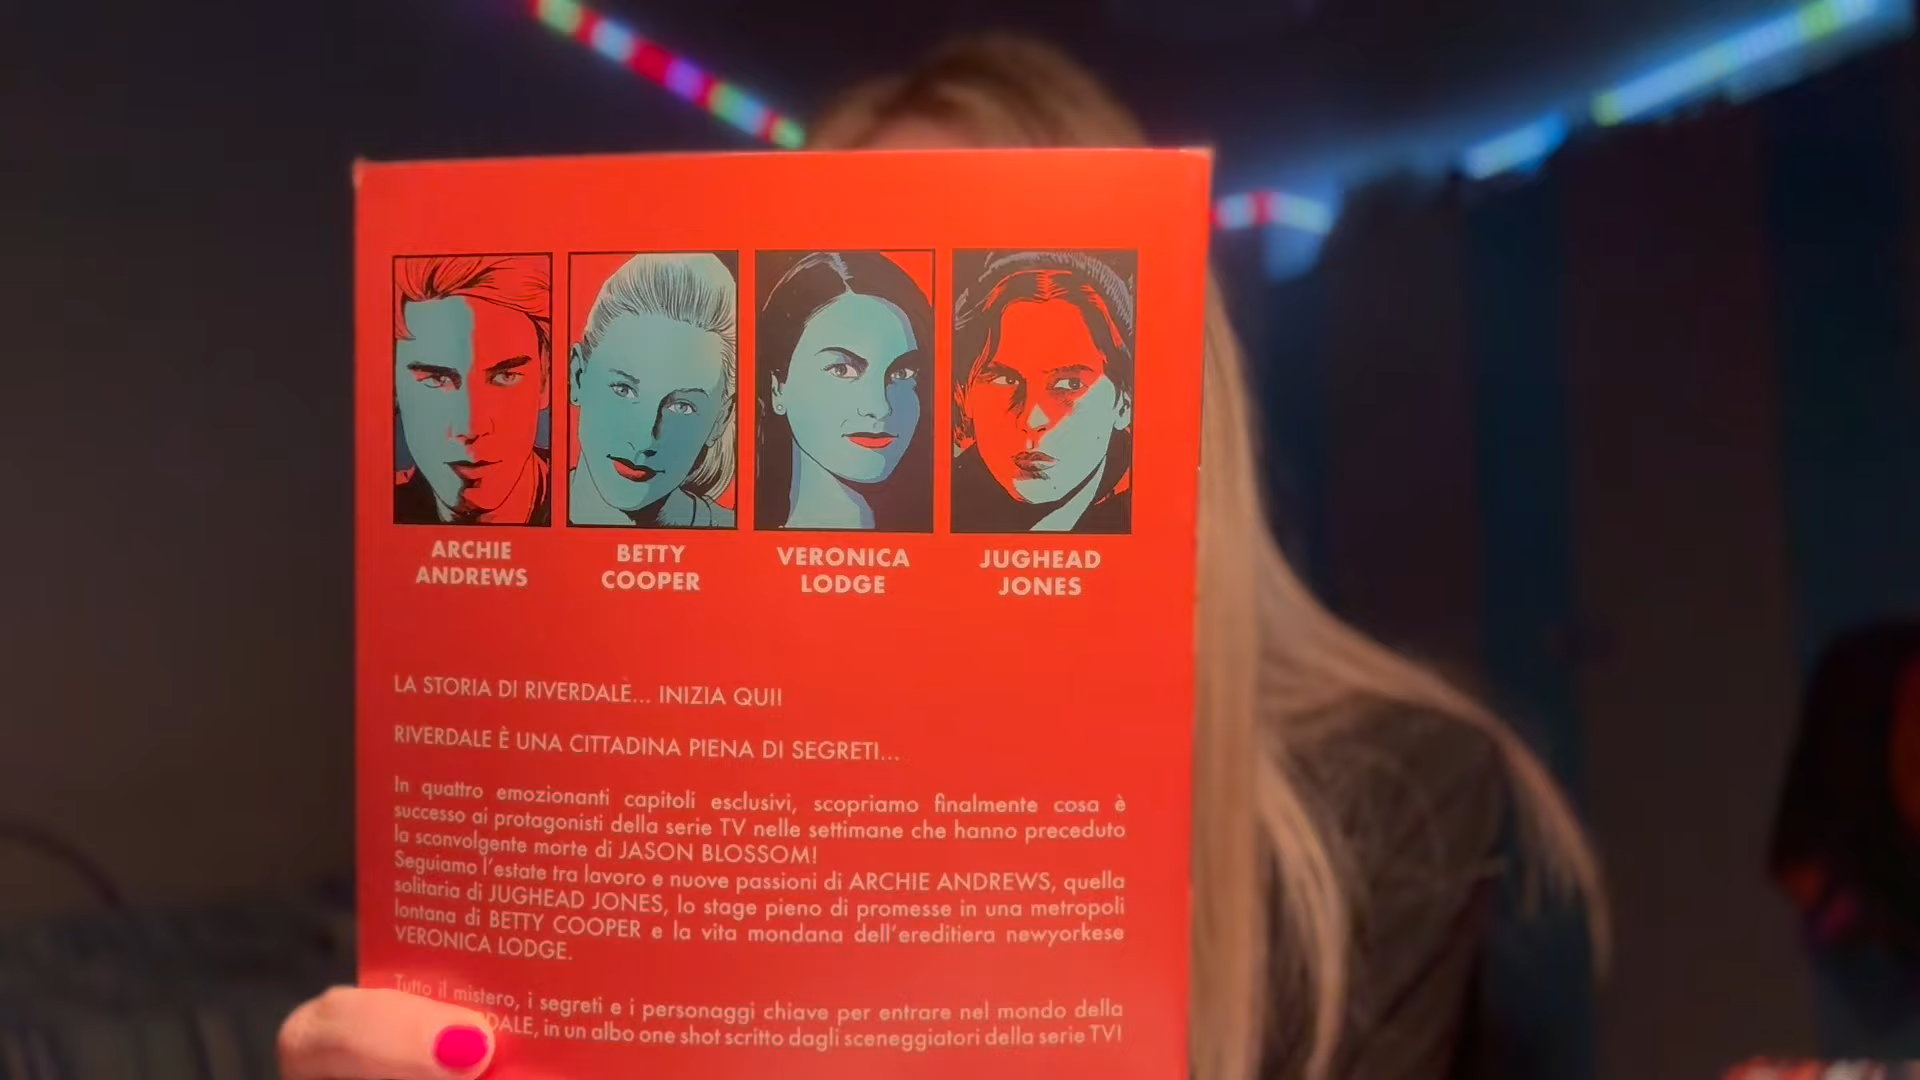 ARCHIE
ANDREWS
BETTY
COOPER
VERONICA
LODGE
JUGHEAD
JONES
LA STORIA DI RIVERDALE... INIZIA QUI!
RIVERDALE È UNA CITTADINA PIENA DI SEGRETI...
In quattro emozionanti capitoli esclusivi, scopriamo finalmente cosa è
successo ai protagonisti della serie TV nelle settimane che hanno preceduto
la sconvolgente morte di JASON BLOSSOM!
Seguiamo l'estate tra lavoro e nuove passioni di ARCHIE ANDREWS, quella
solitaria di JUGHEAD JONES, lo stage pieno di promesse in una metropoli
lontana di BETTY COOPER e la vita mondana dell'ereditiera newyorkese
VERONICA LODGE.
Tutto il mistero, i segreti e i personaggi chiave per entrare nel mondo della
DALE, in un albo one shot scritto dagli sceneggiatori della serie TV!